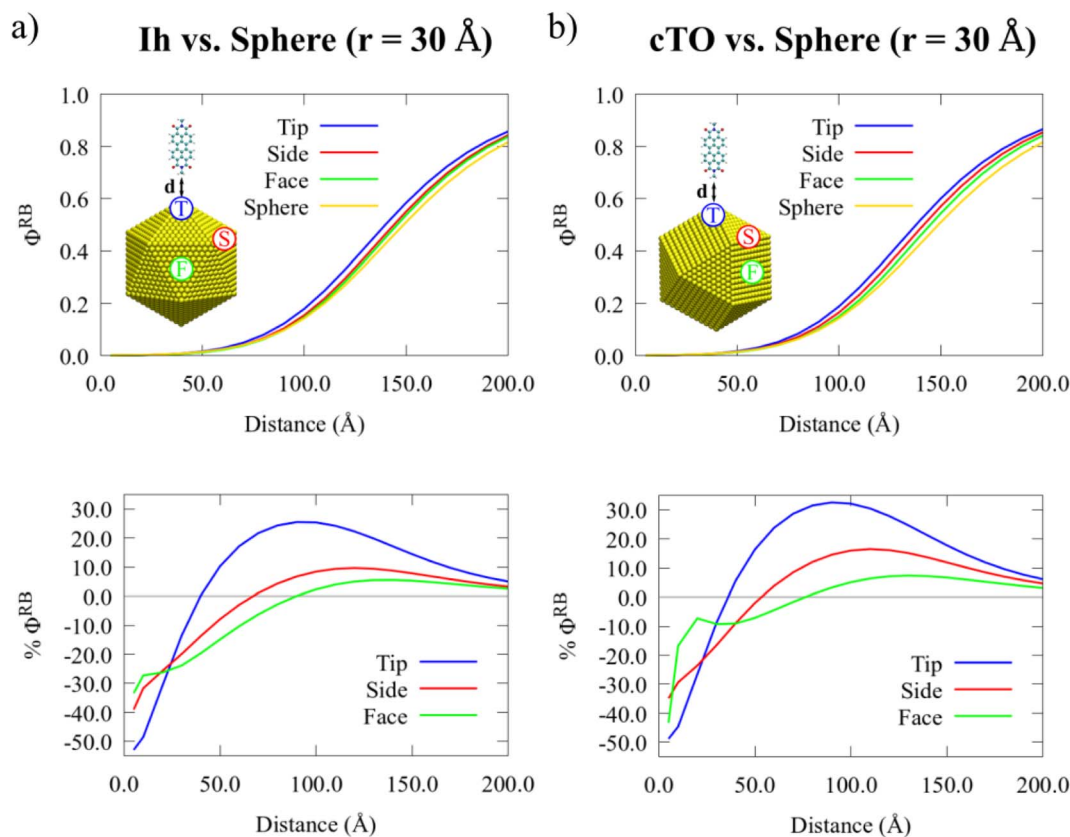 a)
Ih vs. Sphere (r = 30 Å)
1.0
0.8
0.6
0.4
0.2
0.0
Φ^RB
Tip
Side
Face
Sphere
d
T
S
F
0.0 50.0 100.0 150.0 200.0
Distance (Å)
30.0
20.0
10.0
0.0
-10.0
-20.0
-30.0
-40.0
-50.0
% Φ^RB
Tip
Side
Face
0.0 50.0 100.0 150.0 200.0
Distance (Å)
b)
cTO vs. Sphere (r = 30 Å)
1.0
0.8
0.6
0.4
0.2
0.0
Φ^RB
Tip
Side
Face
Sphere
d
T
S
F
0.0 50.0 100.0 150.0 200.0
Distance (Å)
30.0
20.0
10.0
0.0
-10.0
-20.0
-30.0
-40.0
-50.0
% Φ^RB
Tip
Side
Face
0.0 50.0 100.0 150.0 200.0
Distance (Å)